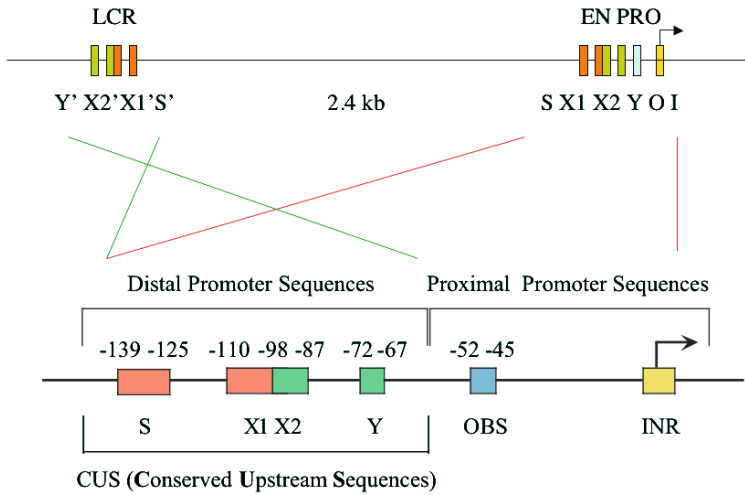 LCR EN PRO
Y' X2'X1'S' 2.4 kb S X1 X2 Y O I
Distal Promoter Sequences Proximal Promoter Sequences
-139 -125 -110 -98 -87 -72 -67 -52 -45
S X1 X2 Y OBS INR
CUS (Conserved Upstream Sequences)